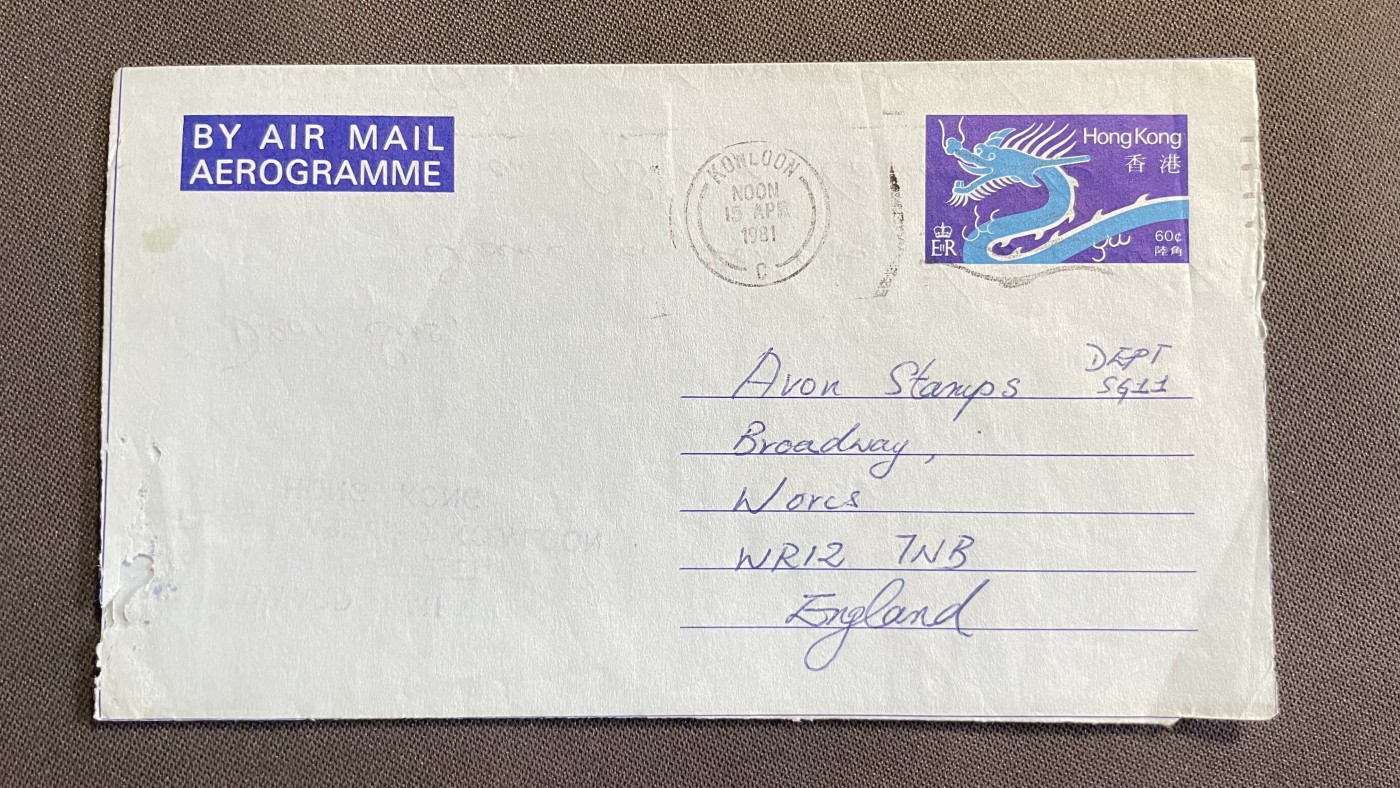 BY AIR MAIL
AEROGRAMME
KOWLOON
NOON
15 APR
1981
C
Hong Kong
香港
EIIR
60¢
陸角
Avon Stamps
DEPT
SG11
Broadway,
Worcs
WR12 7NB
England